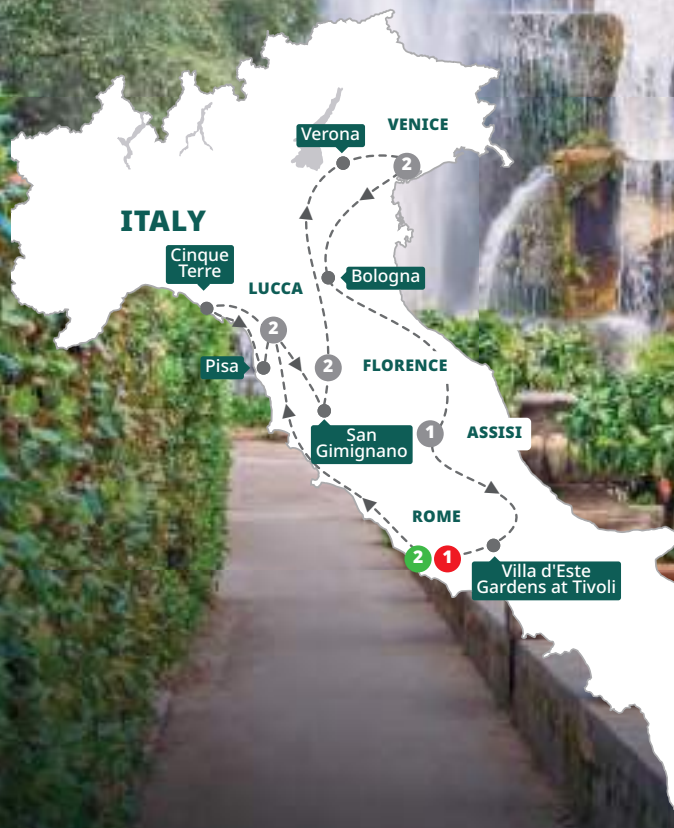 VENICE
Verona
2
ITALY
Cinque
Terre
Bologna
LUCCA
2
Pisa
2
FLORENCE
San
Gimignano
1
ASSISI
ROME
2
1
Villa d'Este
Gardens at Tivoli